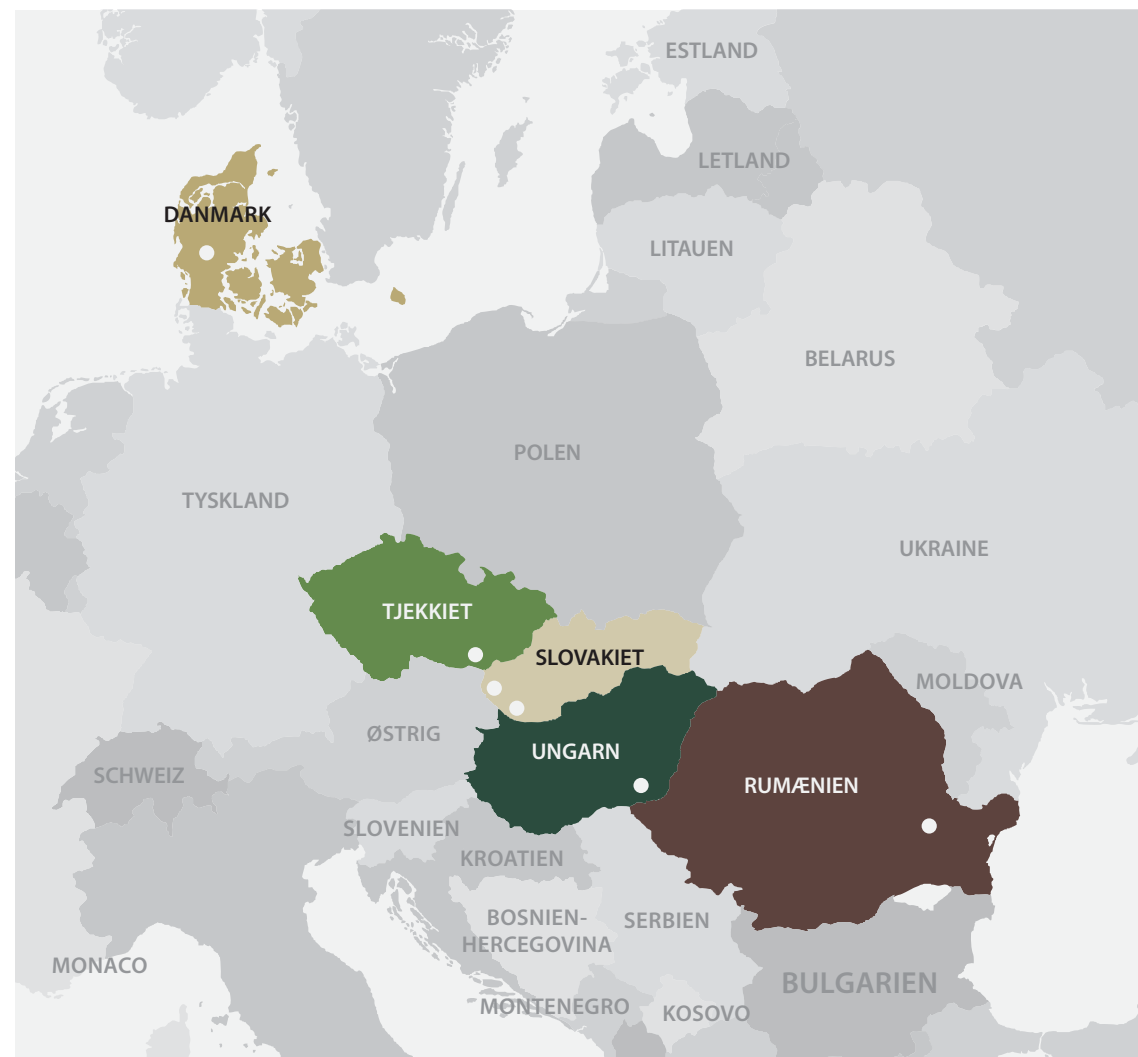 ESTLAND
LETLAND
DANMARK
LITAUEN
BELARUS
POLEN
TYSKLAND
UKRAINE
TJEKKIET
SLOVAKIET
MOLDOVA
ØSTRIG
UNGARN
SCHWEIZ
RUMÆNIEN
SLOVENIEN
KROATIEN
BOSNIEN-
HERCEGOVINA
SERBIEN
MONACO
BULGARIEN
MONTENEGRO
KOSOVO